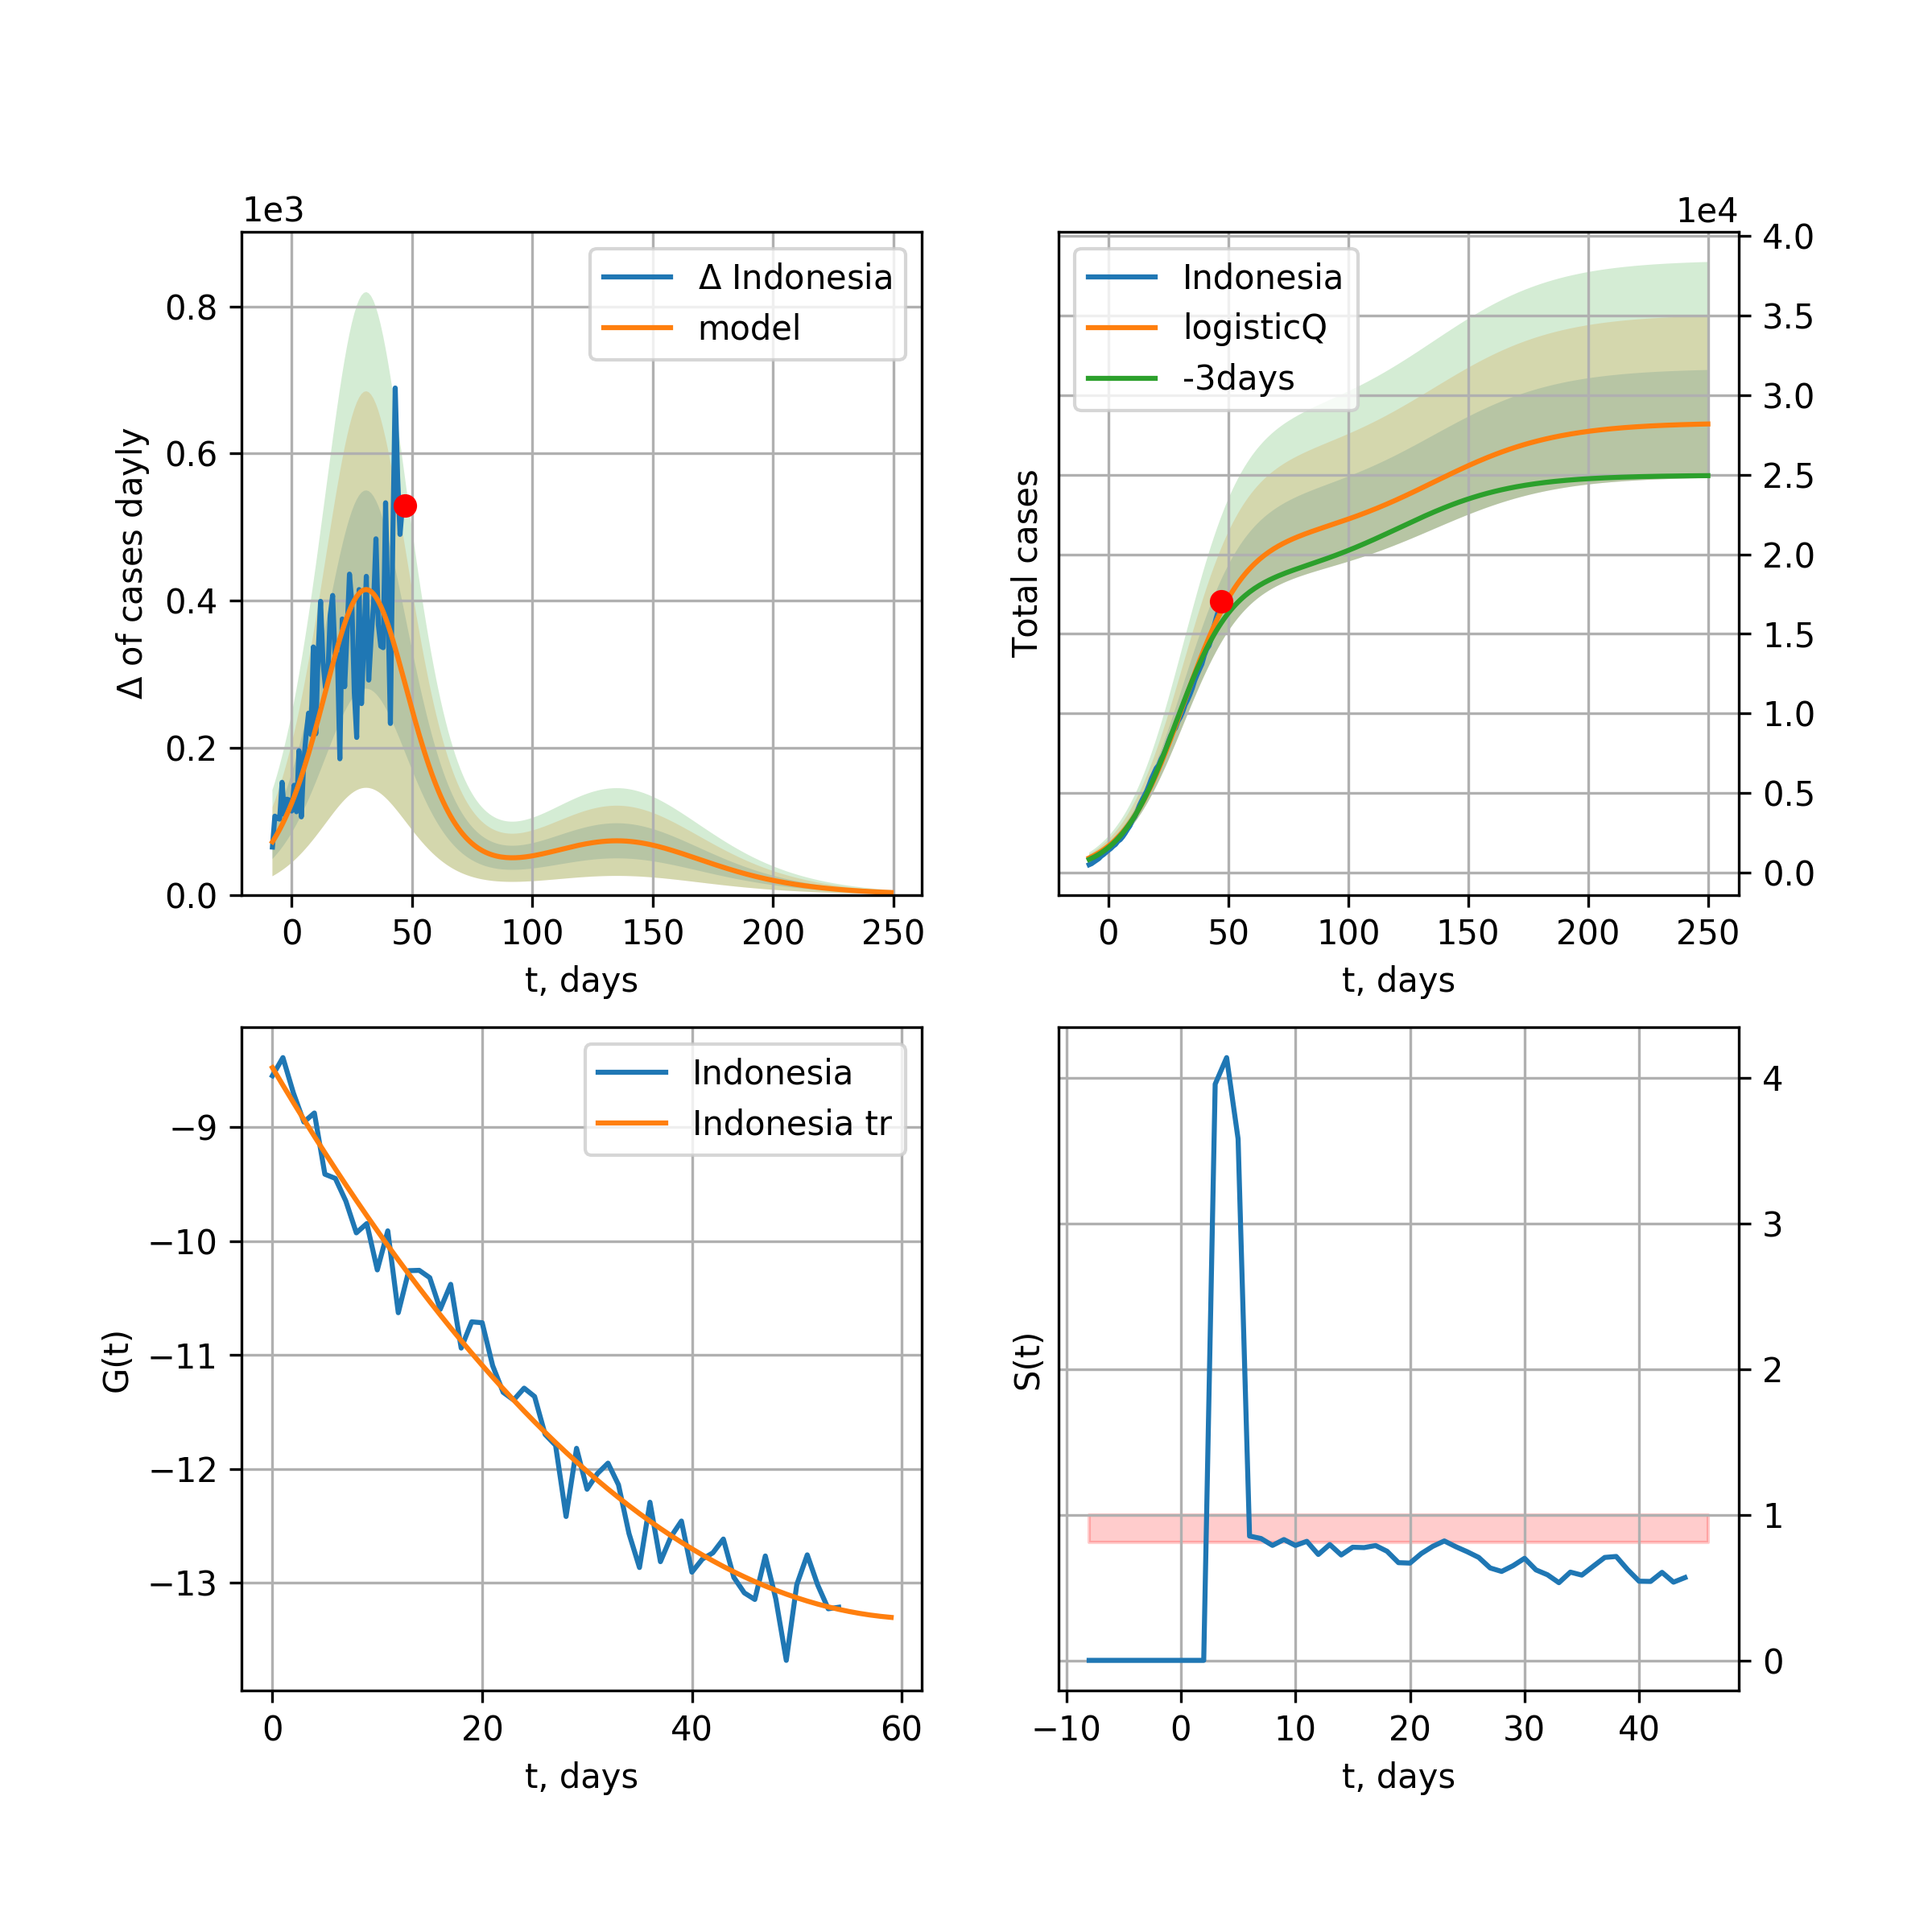 1e3
Δ of cases dayly
0.8
0.6
0.4
0.2
0.0
Δ Indonesia
model
0 50 100 150 200 250
t, days
1e4
Total cases
Indonesia
logisticQ
-3days
4.0
3.5
3.0
2.5
2.0
1.5
1.0
0.5
0.0
0 50 100 150 200 250
t, days
G(t)
−9
−10
−11
−12
−13
Indonesia
Indonesia tr
0 20 40 60
t, days
S(t)
4
3
2
1
0
−10 0 10 20 30 40
t, days